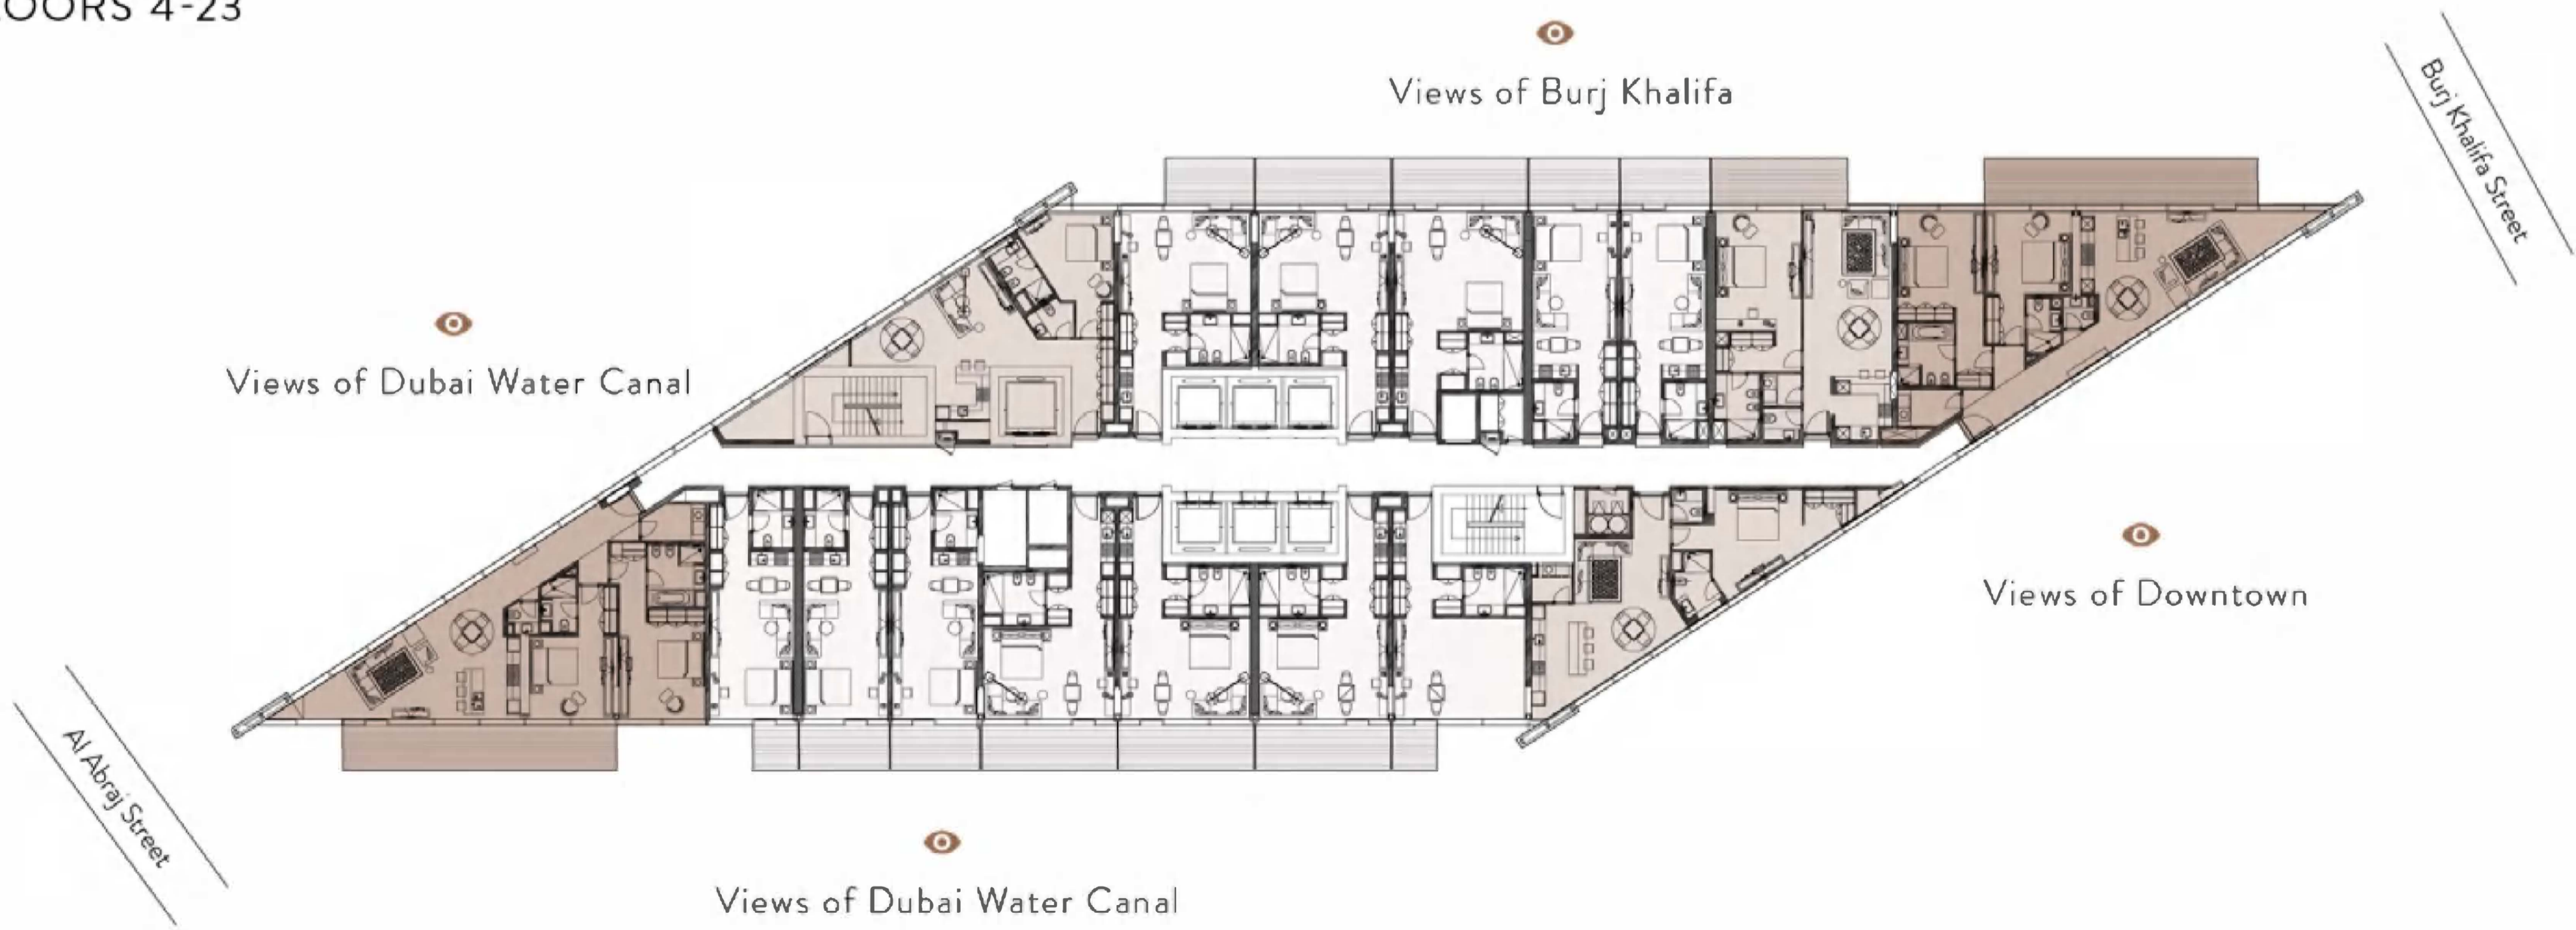 OORS 4-23
Views of Burj Khalifa
Burj Khalifa Street
Views of Dubai Water Canal
Views of Downtown
Al Abraj Street
Views of Dubai Water Canal